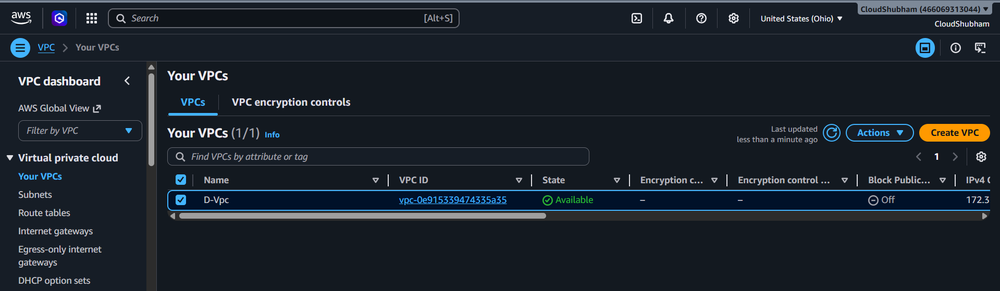 aws
Search [Alt+S]
United States (Ohio)
CloudShubham (466069313044)
CloudShubham
VPC
Your VPCs
VPC dashboard
AWS Global View
Filter by VPC
Virtual private cloud
Your VPCs
Subnets
Route tables
Internet gateways
Egress-only internet
gateways
DHCP option sets
Your VPCs
VPCs
VPC encryption controls
Your VPCs (1/1) Info
Last updated
less than a minute ago
Actions
Create VPC
Find VPCs by attribute or tag
1
Name VPC ID State Encryption c... Encryption control ... Block Public... IPv4 C
D-Vpc vpc-0e915339474335a35 Available – – Off 172.3